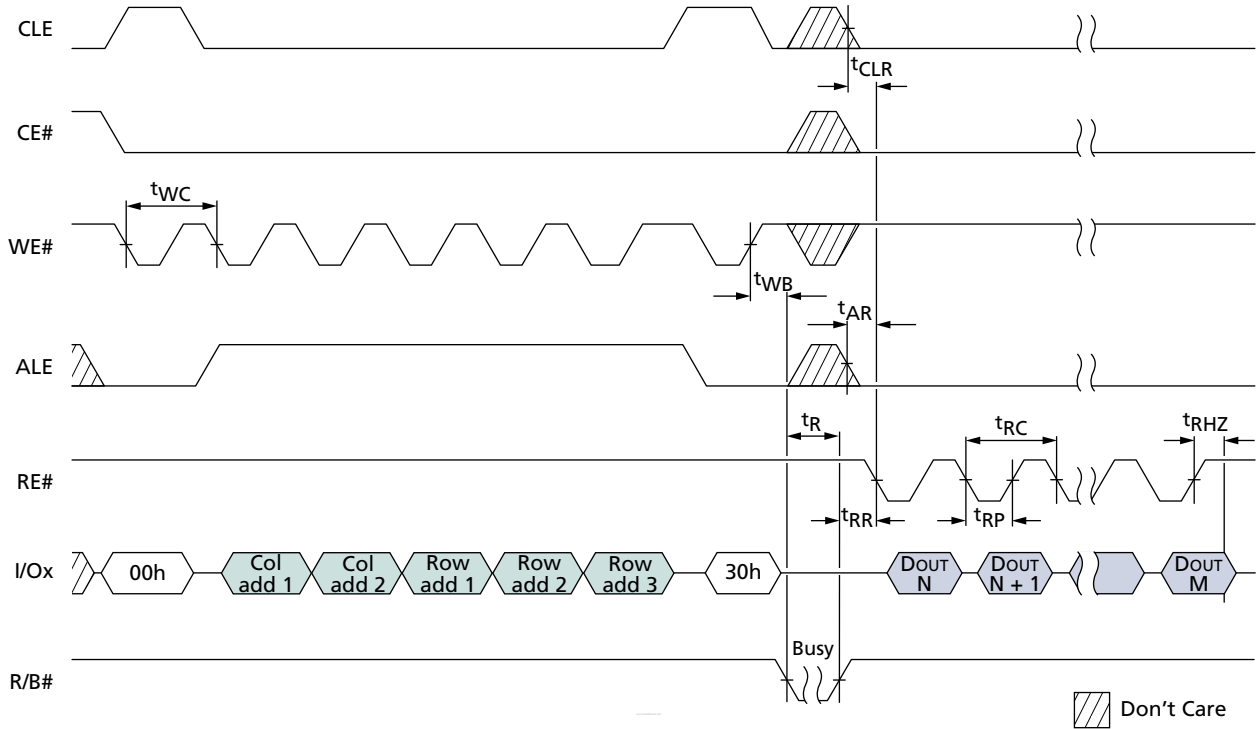 CLE
tCLR
CE#
tWC
WE#
tWB
tAR
ALE
tR
tRC
tRHZ
RE#
tRR
tRP
I/Ox
00h
Col
add 1
Col
add 2
Row
add 1
Row
add 2
Row
add 3
30h
DOUT
N
DOUT
N + 1
DOUT
M
Busy
R/B#
Don't Care